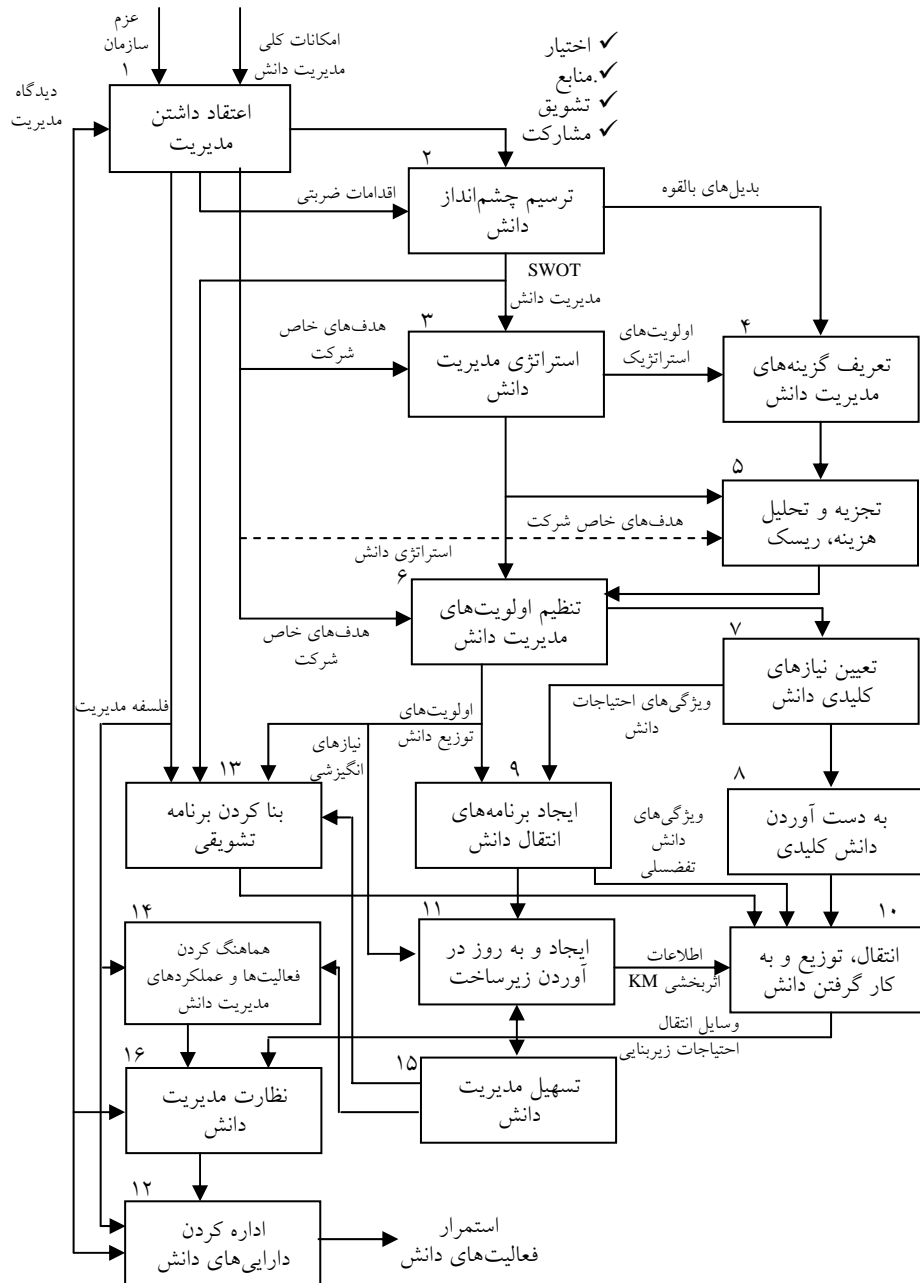 عزم
سازمان
امکانات کلی
مدیریت دانش
✓ اختیار
✓ منابع.
✓ تشویق
✓ مشارکت
دیدگاه
مدیریت
۱
اعتقاد داشتن
مدیریت
۲
ترسیم چشم‌انداز
دانش
اقدامات ضربتی
بدیل‌های بالقوه
SWOT
مدیریت دانش
۳
استراتژی مدیریت
دانش
هدف‌های خاص
شرکت
اولویت‌های
استراتژیک
۴
تعریف گزینه‌های
مدیریت دانش
۵
تجزیه و تحلیل
هزینه، ریسک
هدف‌های خاص شرکت
استراتژی دانش
۶
تنظیم اولویت‌های
مدیریت دانش
هدف‌های خاص
شرکت
۷
تعیین نیازهای
کلیدی دانش
ویژگی‌های احتیاجات
دانش
فلسفه مدیریت
اولویت‌های
توزیع دانش
نیازهای
انگیزشی
۸
به دست آوردن
دانش کلیدی
۹
ایجاد برنامه‌های
انتقال دانش
ویژگی‌های
دانش
تفضسلی
۱۳
بنا کردن برنامه
تشویقی
۱۰
انتقال، توزیع و به
کار گرفتن دانش
۱۱
ایجاد و به روز در
آوردن زیرساخت
اطلاعات
اثربخشی KM
۱۴
هماهنگ کردن
فعالیت‌ها و عملکردهای
مدیریت دانش
وسایل انتقال
احتیاجات زیربنایی
۱۵
تسهیل مدیریت
دانش
۱۶
نظارت مدیریت
دانش
۱۲
اداره کردن
دارایی‌های دانش
استمرار
فعالیت‌های دانش